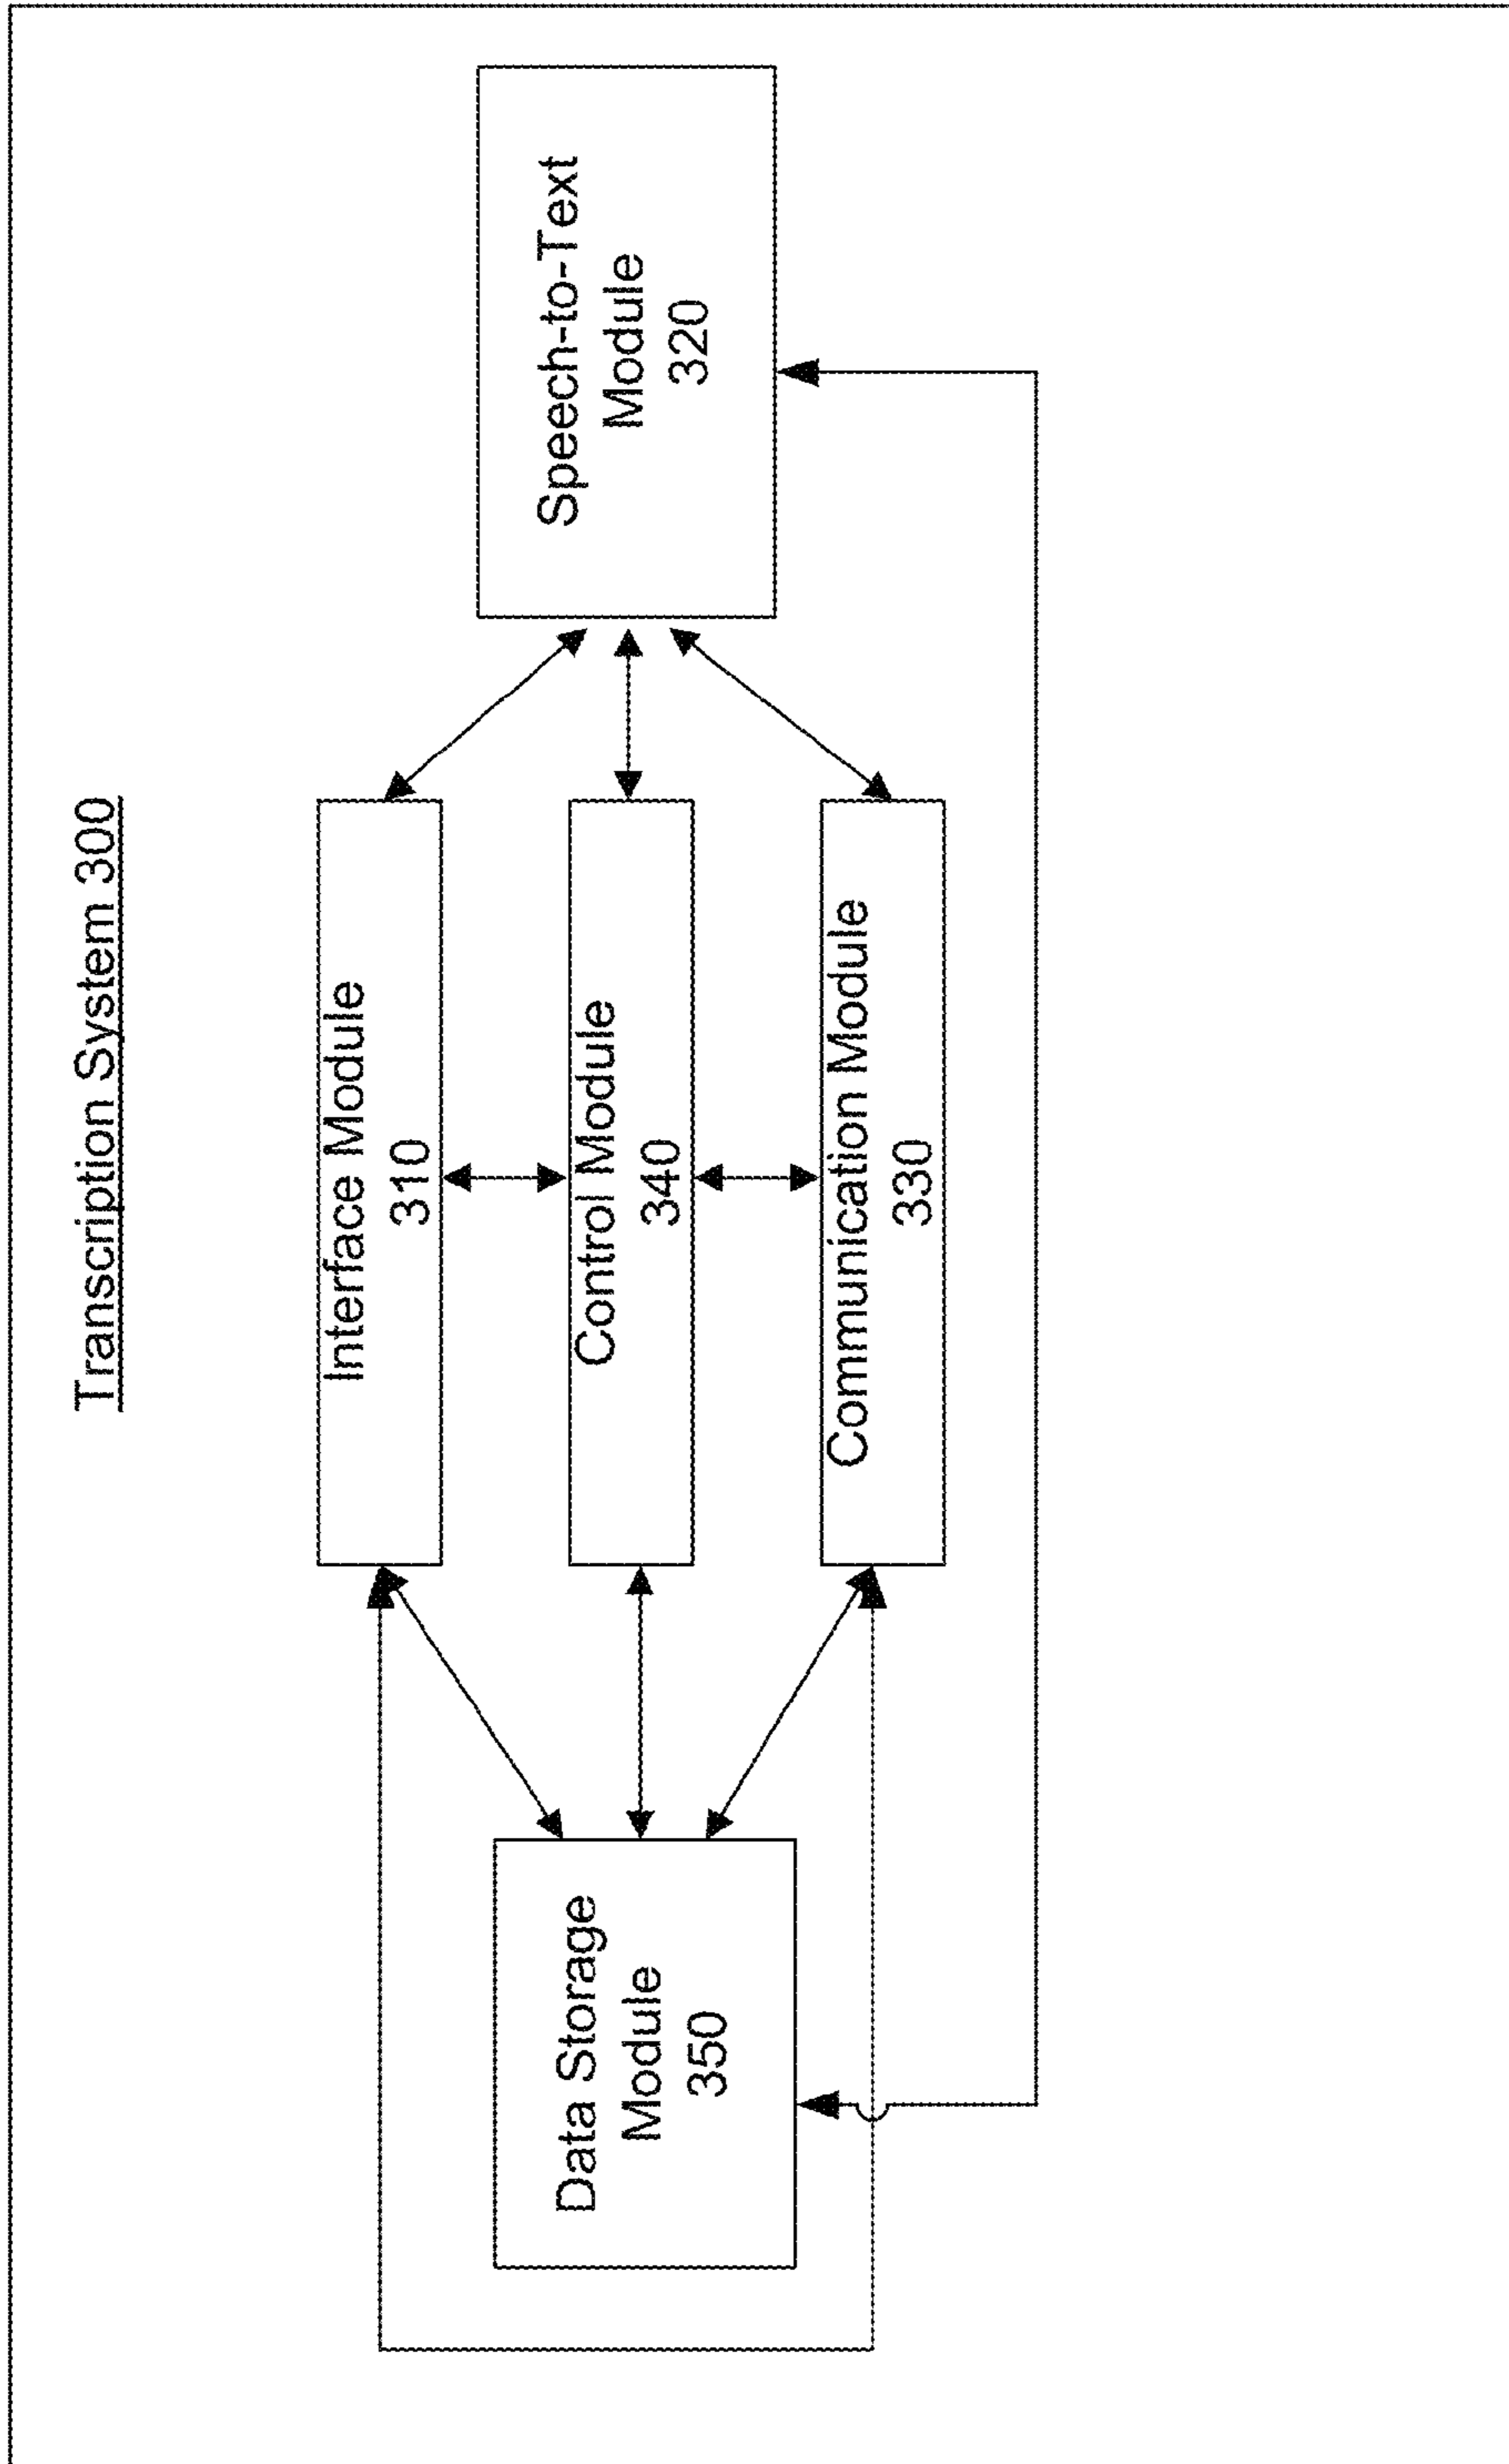 Transcription System 300
Interface Module
310
Data Storage
Module
350
Control Module
340
Speech-to-Text
Module
320
Communication Module
330